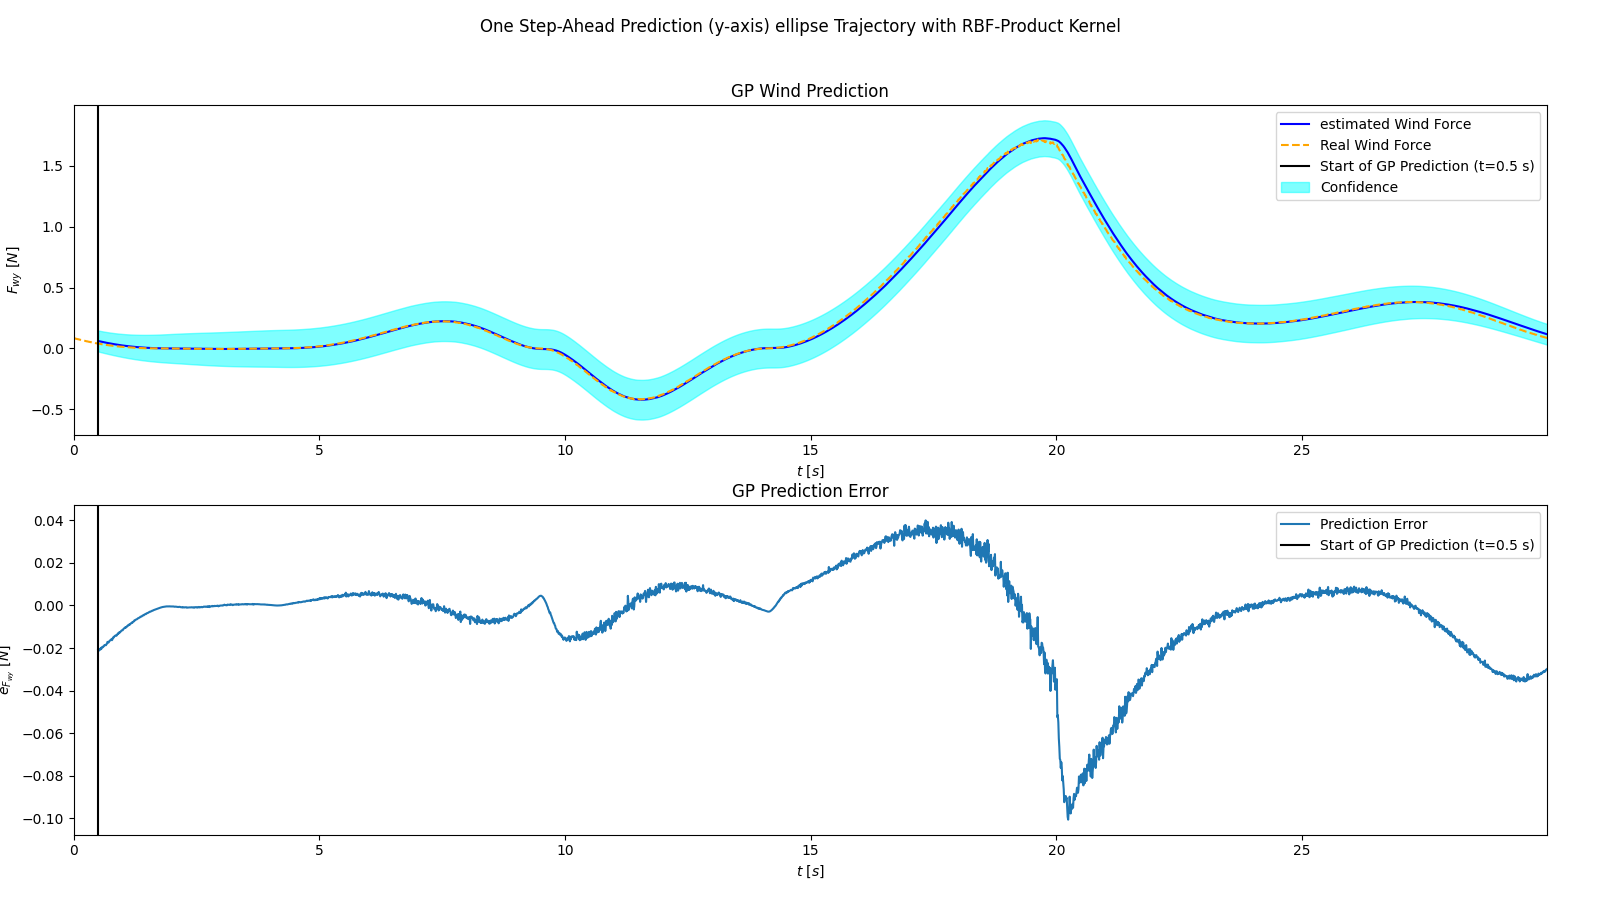 One Step-Ahead Prediction (y-axis) ellipse Trajectory with RBF-Product Kernel
GP Wind Prediction
estimated Wind Force
Real Wind Force
Start of GP Prediction (t=0.5 s)
Confidence
F_wy [N]
1.5
1.0
0.5
0.0
−0.5
0 5 10 15 20 25
t [s]
GP Prediction Error
Prediction Error
Start of GP Prediction (t=0.5 s)
e_F_wy [N]
0.04
0.02
0.00
−0.02
−0.04
−0.06
−0.08
−0.10
0 5 10 15 20 25
t [s]